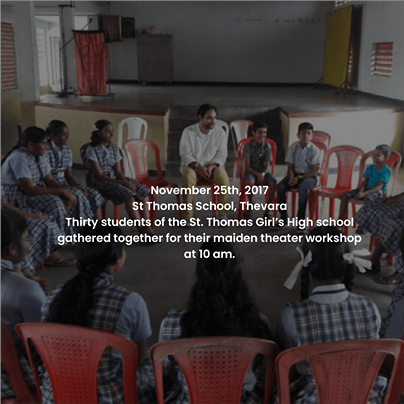 November 25th, 2017
St Thomas School, Thevara
Thirty students of the St. Thomas Girl's High school
gathered together for their maiden theater workshop
at 10 am.